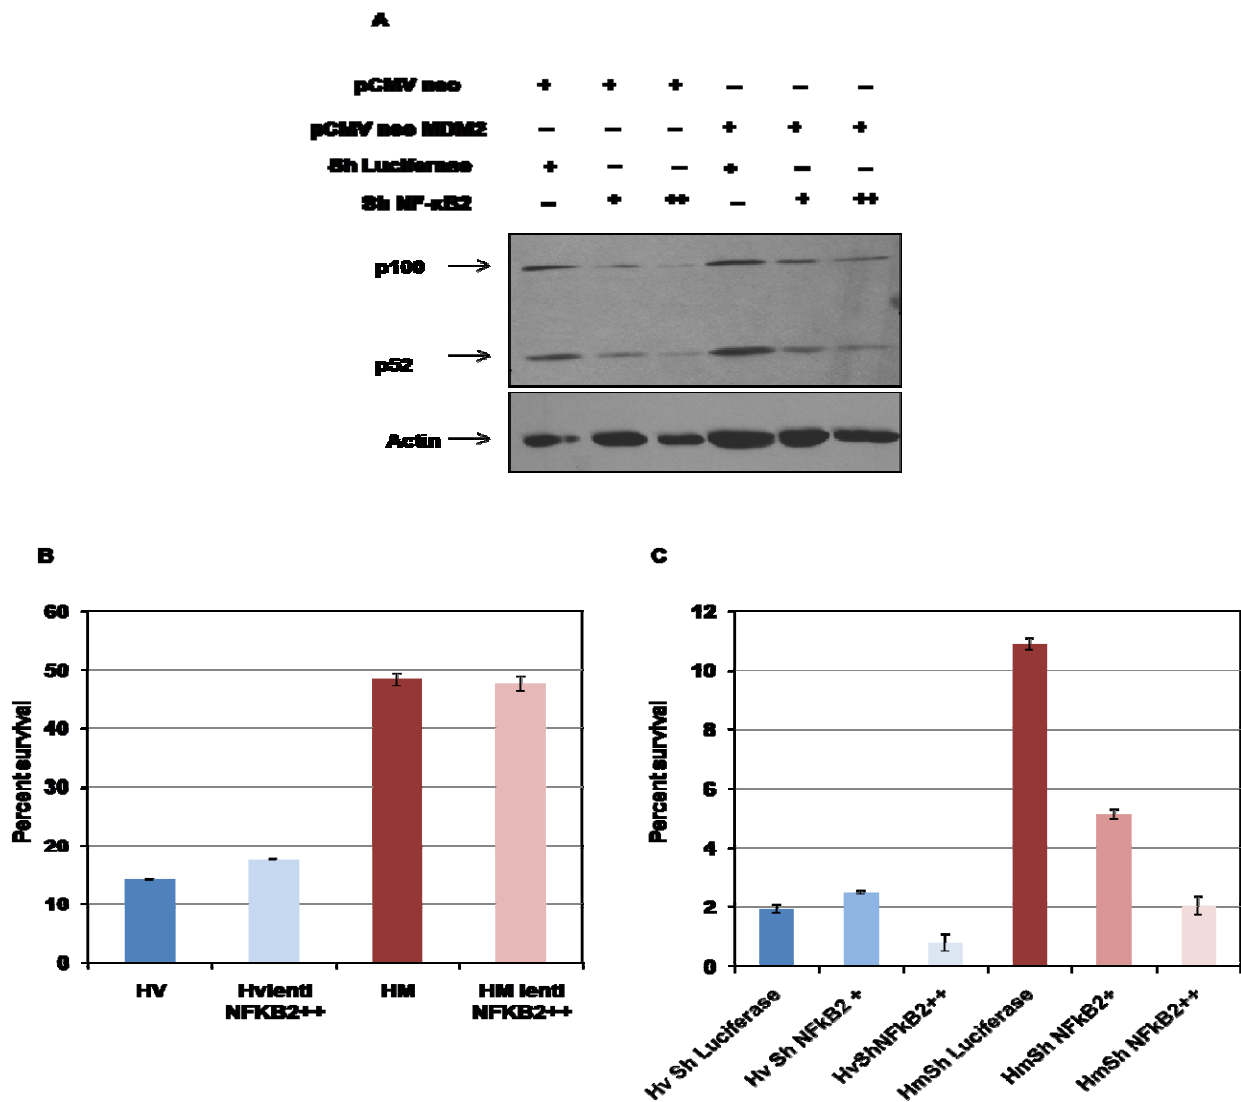 A
pCMV neo + + + – – –
pCMV neo MDM2 – – – + + +
Sh Luciferase + – – + – –
Sh NF-κB2 – + ++ – + ++
p100
p52
Actin
B
60
50
40
30
20
10
0
Percent survival
HV
Hvlenti
NFKB2++
HM
HM lenti
NFKB2++
C
12
10
8
6
4
2
0
Percent survival
Hv Sh Luciferase
Hv Sh NFkB2 +
HvShNFkB2++
HmSh Luciferase
HmSh NFkB2+
HmSh NFkB2++